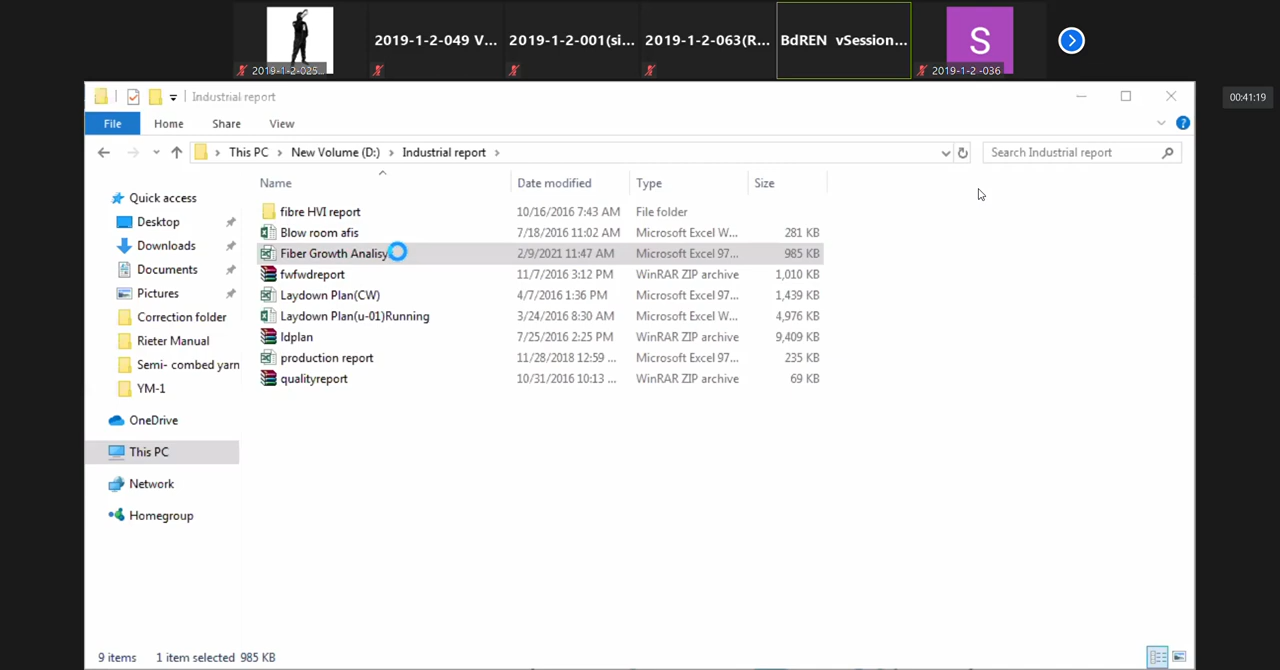 2019-1-2-049 V... 2019-1-2-001(si... 2019-1-2-063(R... BdREN vSession... S
2019-1-2-025... 2019-1-2 -036
Industrial report 00:41:19
File Home Share View ?
This PC New Volume (D:) Industrial report Search Industrial report
Name Date modified Type Size
Quick access
Desktop
Downloads
Documents
Pictures
Correction folder
Rieter Manual
Semi- combed yarn
YM-1
OneDrive
This PC
Network
Homegroup
fibre HVI report 10/16/2016 7:43 AM File folder
Blow room afis 7/18/2016 11:02 AM Microsoft Excel W... 281 KB
Fiber Growth Analisy 2/9/2021 11:47 AM Microsoft Excel 97... 985 KB
fwfwdreport 11/7/2016 3:12 PM WinRAR ZIP archive 1,010 KB
Laydown Plan(CW) 4/7/2016 1:36 PM Microsoft Excel 97... 1,439 KB
Laydown Plan(u-01)Running 3/24/2016 8:30 AM Microsoft Excel W... 4,976 KB
ldplan 7/25/2016 2:25 PM WinRAR ZIP archive 9,409 KB
production report 11/28/2018 12:59 ... Microsoft Excel 97... 235 KB
qualityreport 10/31/2016 10:13 ... WinRAR ZIP archive 69 KB
9 items 1 item selected 985 KB